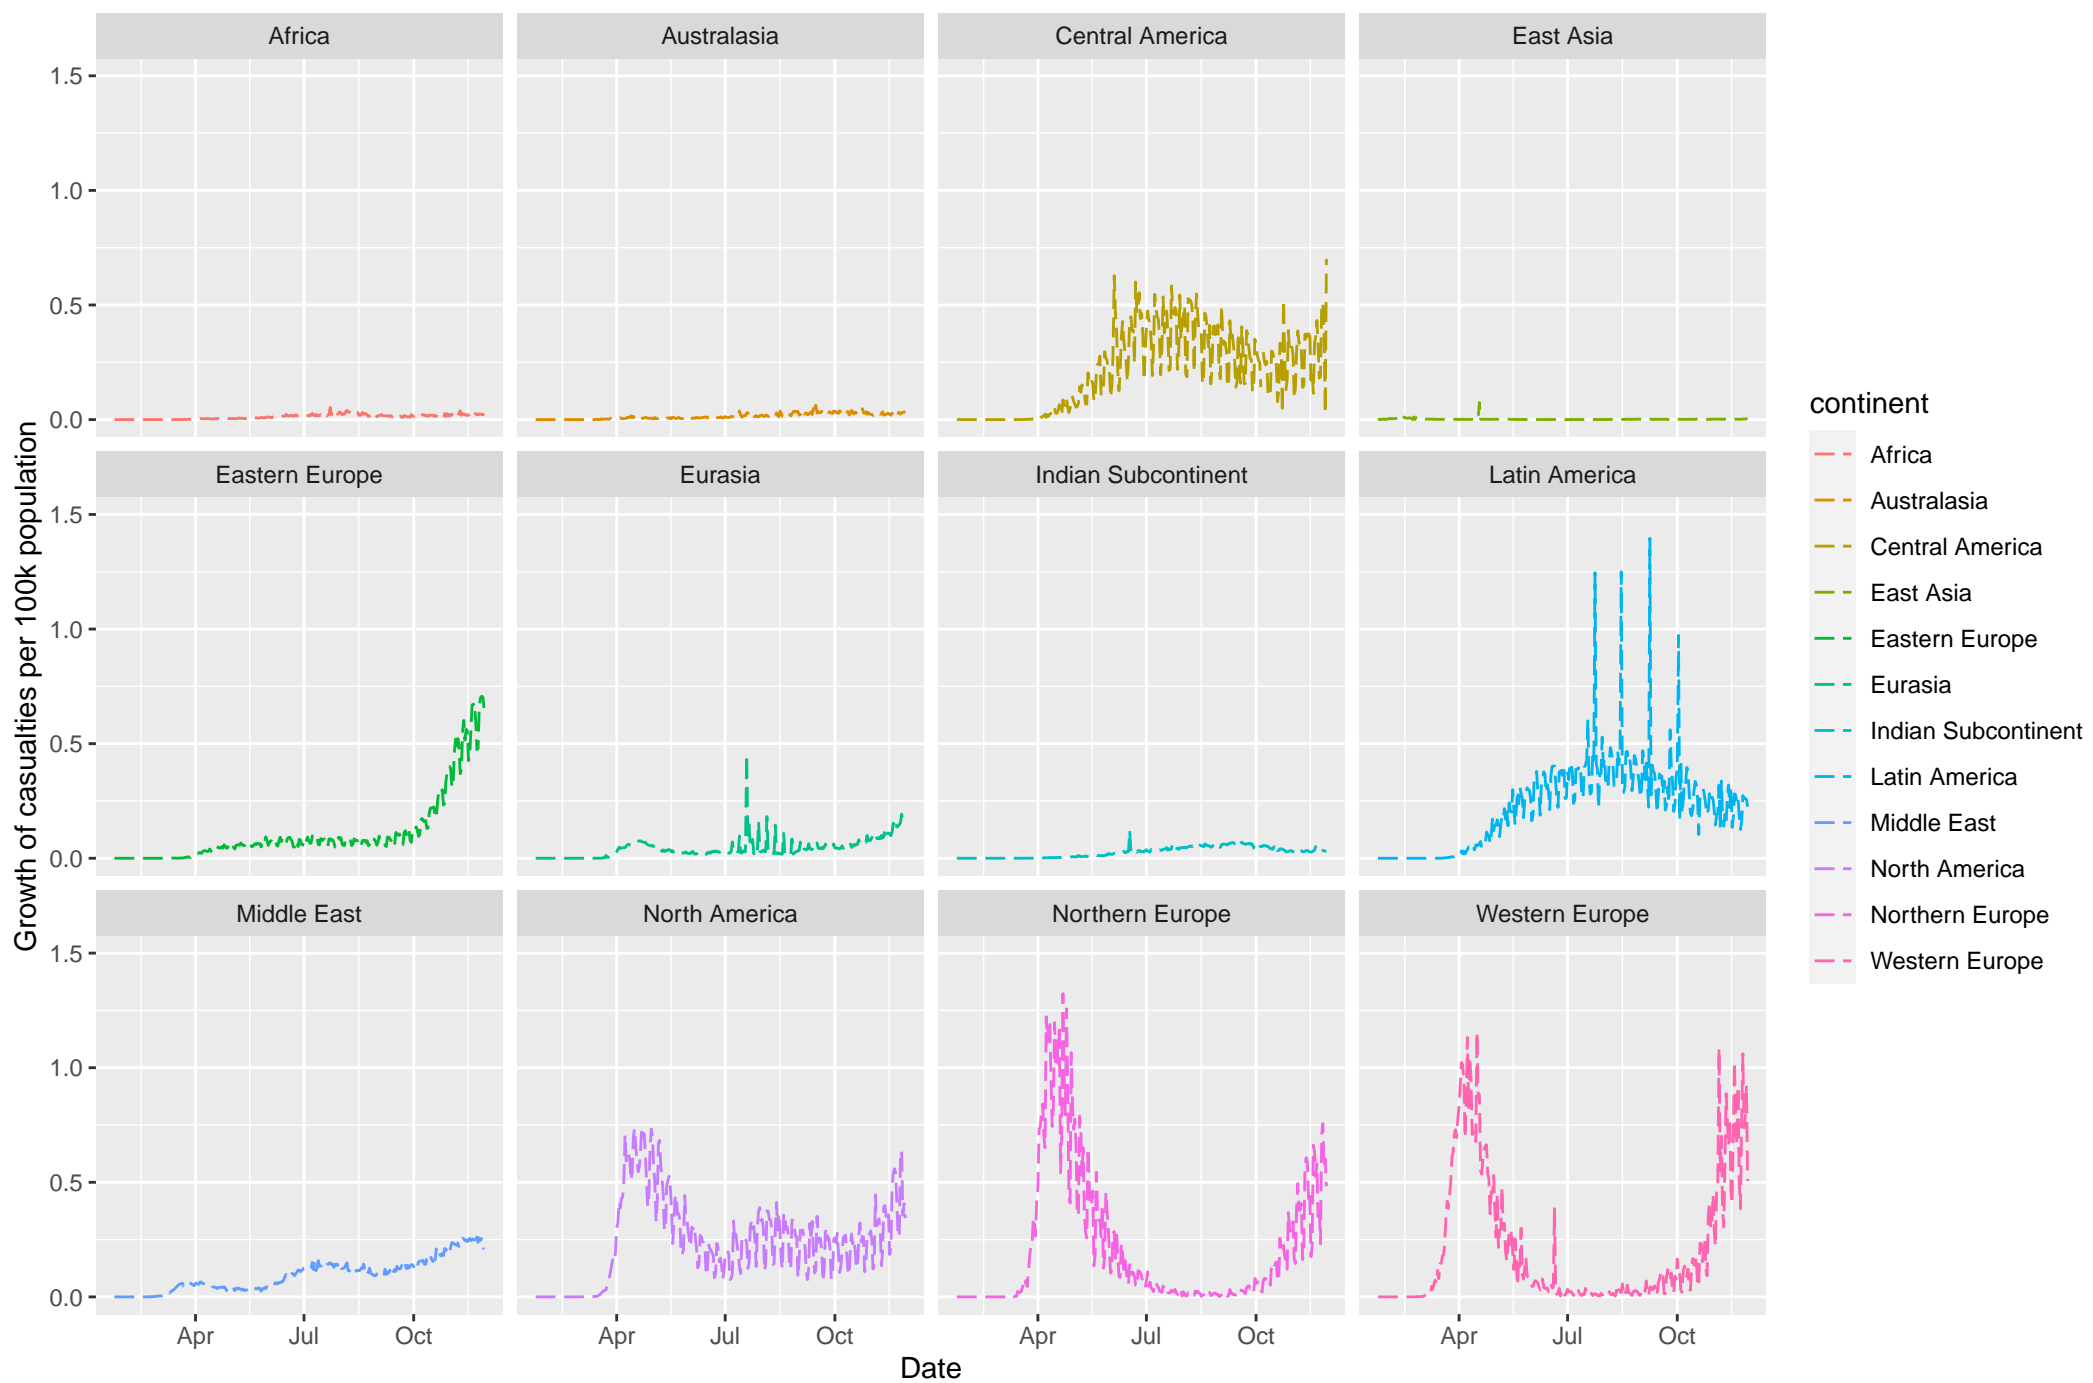 Africa
Australasia
Central America
East Asia
1.5
1.0
0.5
0.0
Eastern Europe
Eurasia
Indian Subcontinent
Latin America
1.5
1.0
0.5
0.0
Middle East
North America
Northern Europe
Western Europe
1.5
1.0
0.5
0.0
Apr Jul Oct
Apr Jul Oct
Apr Jul Oct
Apr Jul Oct
Date
Growth of casualties per 100k population
continent
Africa
Australasia
Central America
East Asia
Eastern Europe
Eurasia
Indian Subcontinent
Latin America
Middle East
North America
Northern Europe
Western Europe